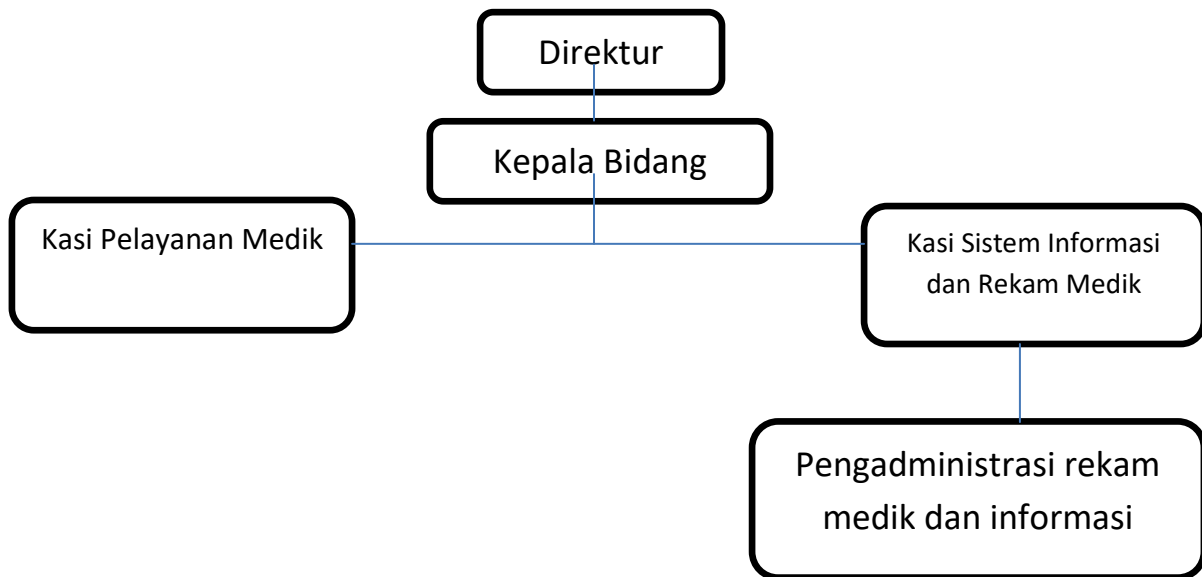 Direktur
Kepala Bidang
Kasi Pelayanan Medik
Kasi Sistem Informasi
dan Rekam Medik
Pengadministrasi rekam
medik dan informasi